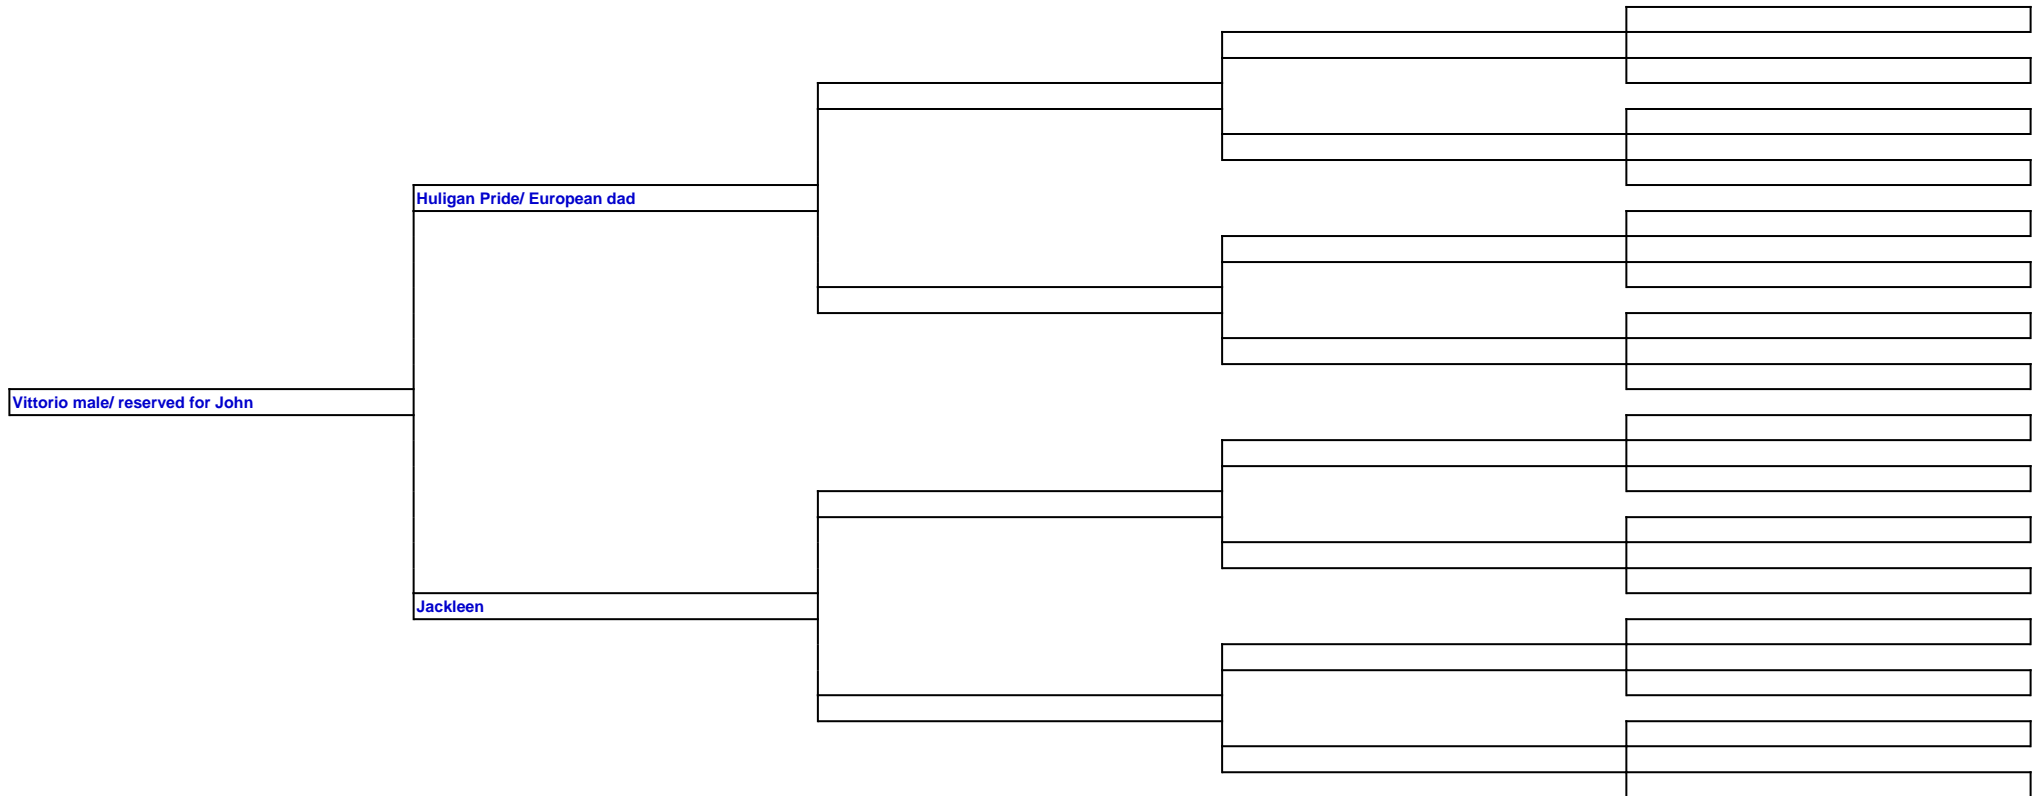 Huligan Pride/ European dad
Vittorio male/ reserved for John
Jackleen